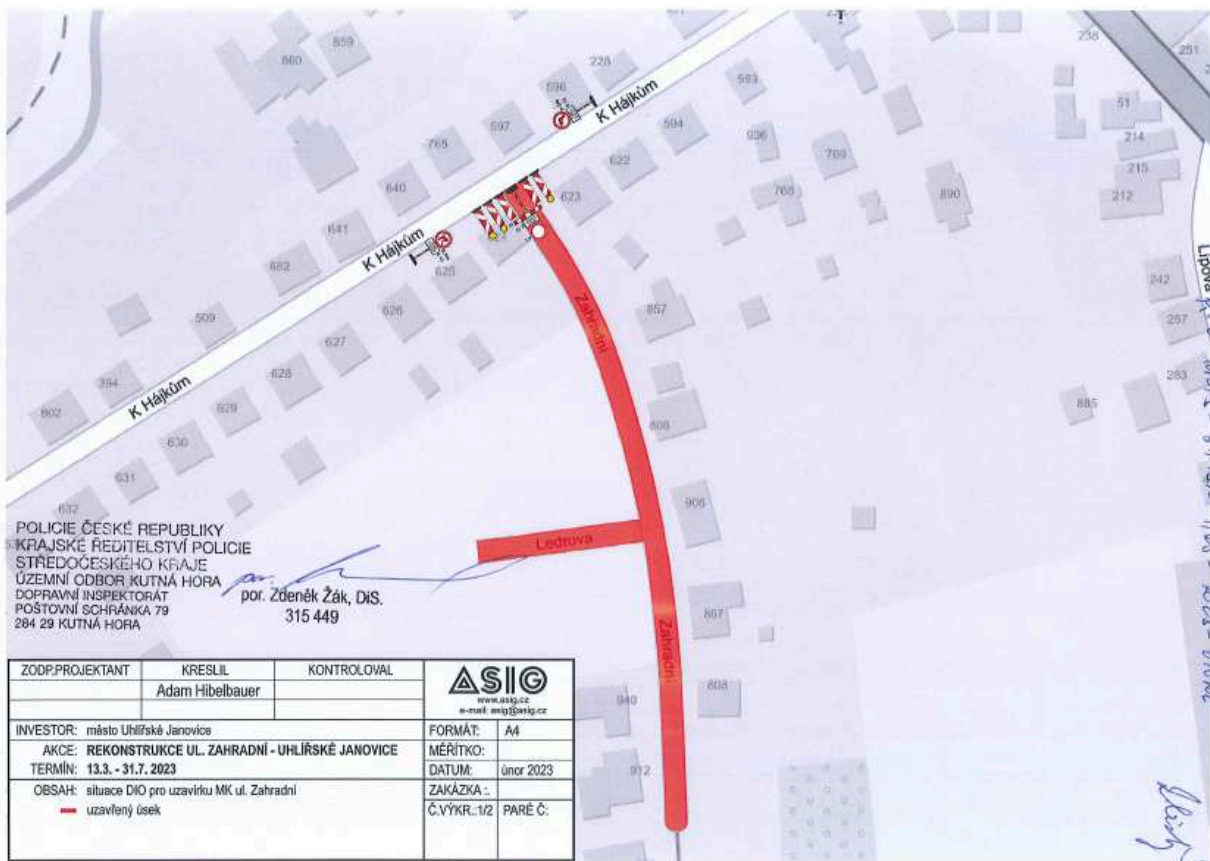 859
860
238
251
228
596
593
51
597
594
936
K Hájkům
214
765
622
769
215
640
623
768
890
212
641
K Hájkům
682
625
242
Lipová
626
857
Zahradní
257
509
627
394
628
283
802
K Hájkům
829
885
630
806
631
632
906
Ledrova
POLICIE ČESKÉ REPUBLIKY
KRAJSKÉ ŘEDITELSTVÍ POLICIE
STŘEDOČESKÉHO KRAJE
ÚZEMNÍ ODBOR KUTNÁ HORA
DOPRAVNÍ INSPEKTORÁT
POŠTOVNÍ SCHRÁNKA 79
284 29 KUTNÁ HORA
por. Zdeněk Žák, DiS.
315 449
867
Zahradní
808
940
912
ZODP.PROJEKTANT KRESLIL KONTROLOVAL
Adam Hibelbauer
ASIG
www.asig.cz
e-mail: asig@asig.cz
INVESTOR: město Uhlířské Janovice
FORMÁT: A4
AKCE: REKONSTRUKCE UL. ZAHRADNÍ - UHLÍŘSKÉ JANOVICE
MĚŘÍTKO:
TERMÍN: 13.3. - 31.7. 2023
DATUM: únor 2023
OBSAH: situace DIO pro uzavírku MK ul. Zahradní
ZAKÁZKA :.
uzavřený úsek
Č.VÝKR.:1/2 PARÉ Č: